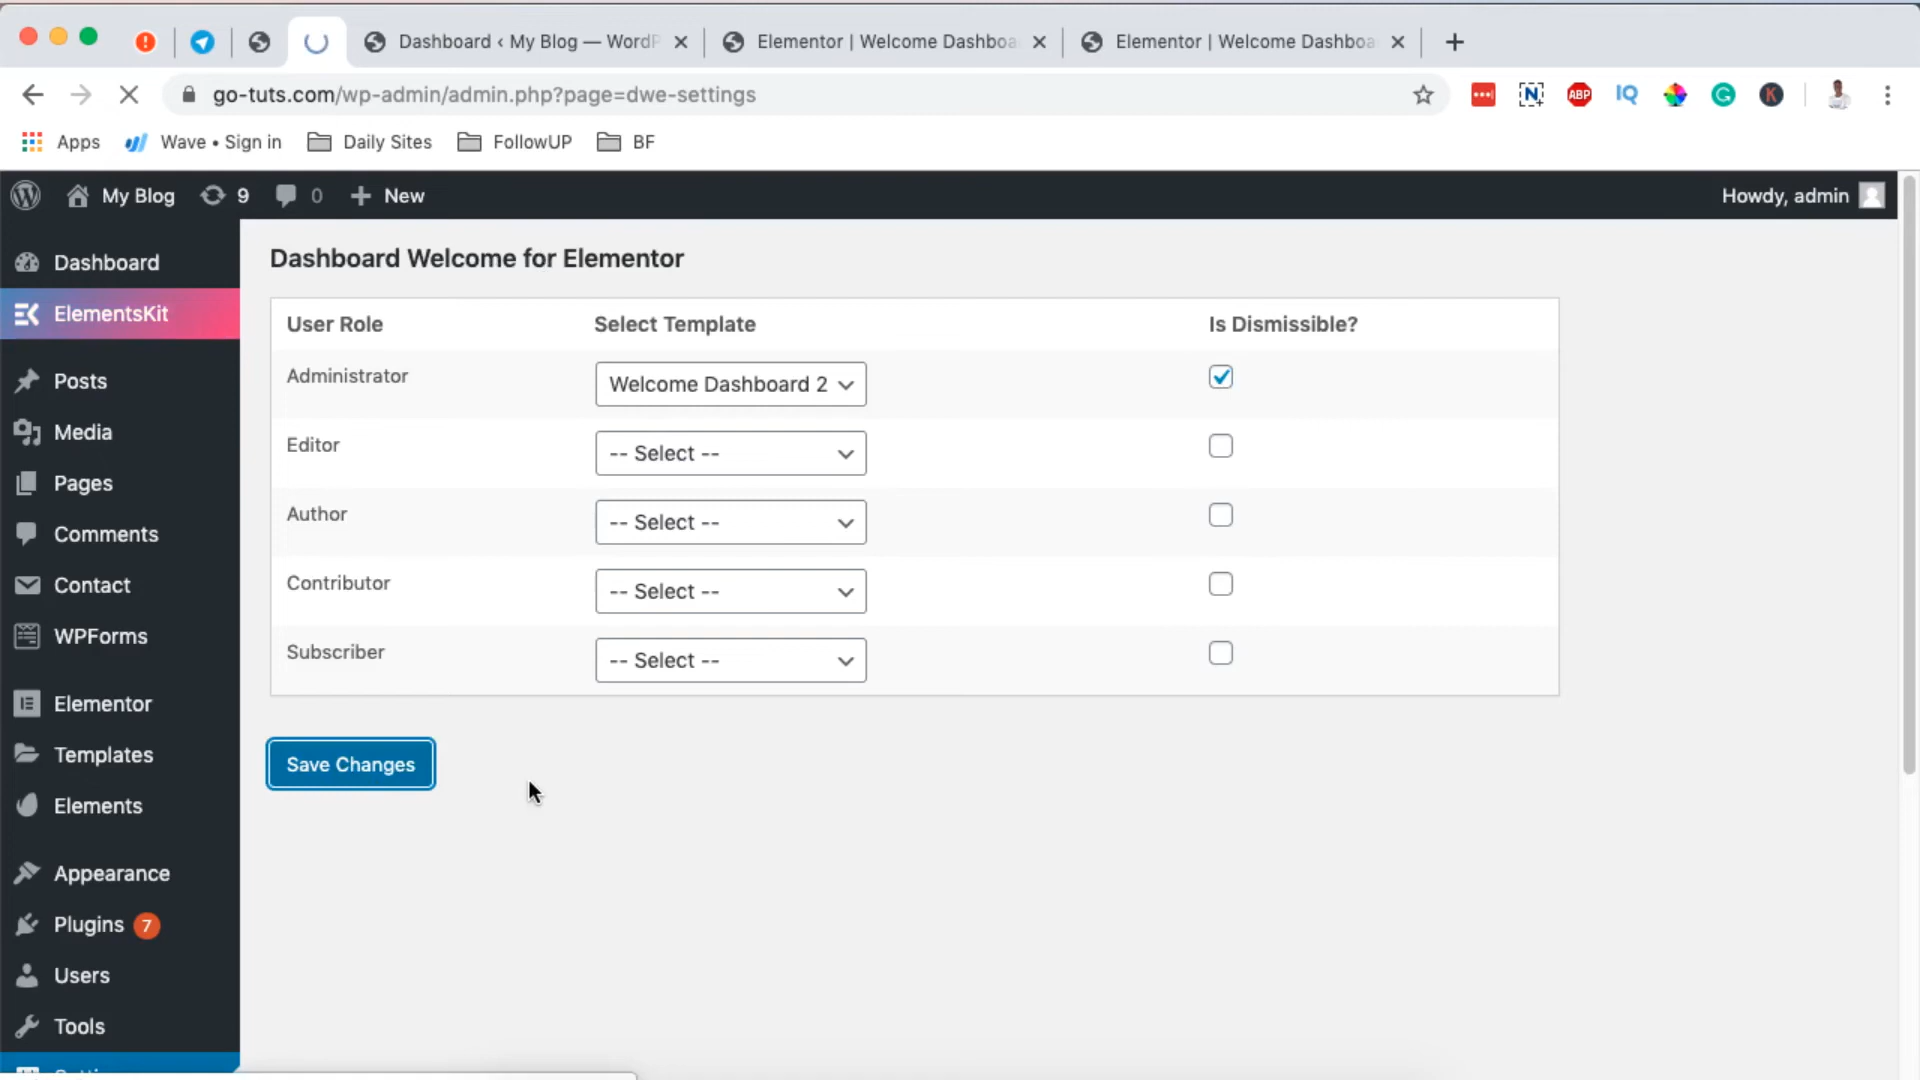 Dashboard ‹ My Blog — WordP
Elementor | Welcome Dashboa
Elementor | Welcome Dashboa
go-tuts.com/wp-admin/admin.php?page=dwe-settings
ABP
IQ
N
G
K
Apps
Wave • Sign in
Daily Sites
FollowUP
BF
My Blog
9
0
New
Howdy, admin
Dashboard
ElementsKit
Posts
Media
Pages
Comments
Contact
WPForms
Elementor
Templates
Elements
Appearance
Plugins 7
Users
Tools
Dashboard Welcome for Elementor
User Role Select Template Is Dismissible?
Administrator Welcome Dashboard 2
Editor -- Select --
Author -- Select --
Contributor -- Select --
Subscriber -- Select --
Save Changes